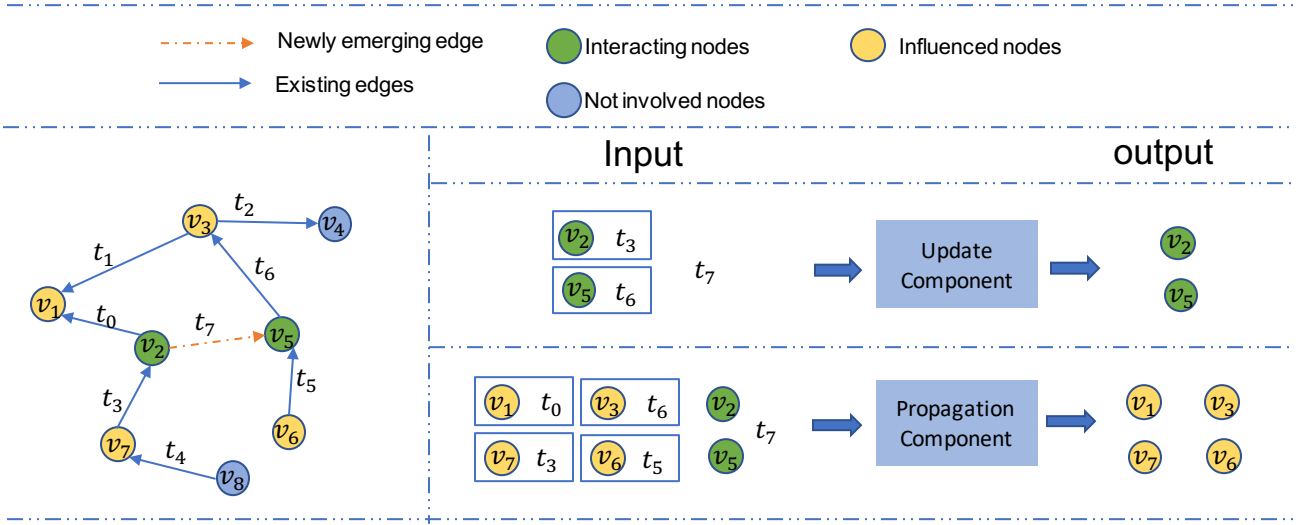 Newly emerging edge
Interacting nodes
Influenced nodes
Existing edges
Not involved nodes
Input
output
t₂
v₃
v₄
t₁
t₆
v₁
t₀
t₇
v₂
v₅
t₃
t₅
v₆
v₇
t₄
v₈
v₂ t₃
v₅ t₆
t₇
Update
Component
v₂
v₅
v₁ t₀
v₃ t₆
v₂
v₇ t₃
v₆ t₅
v₅
t₇
Propagation
Component
v₁ v₃
v₇ v₆